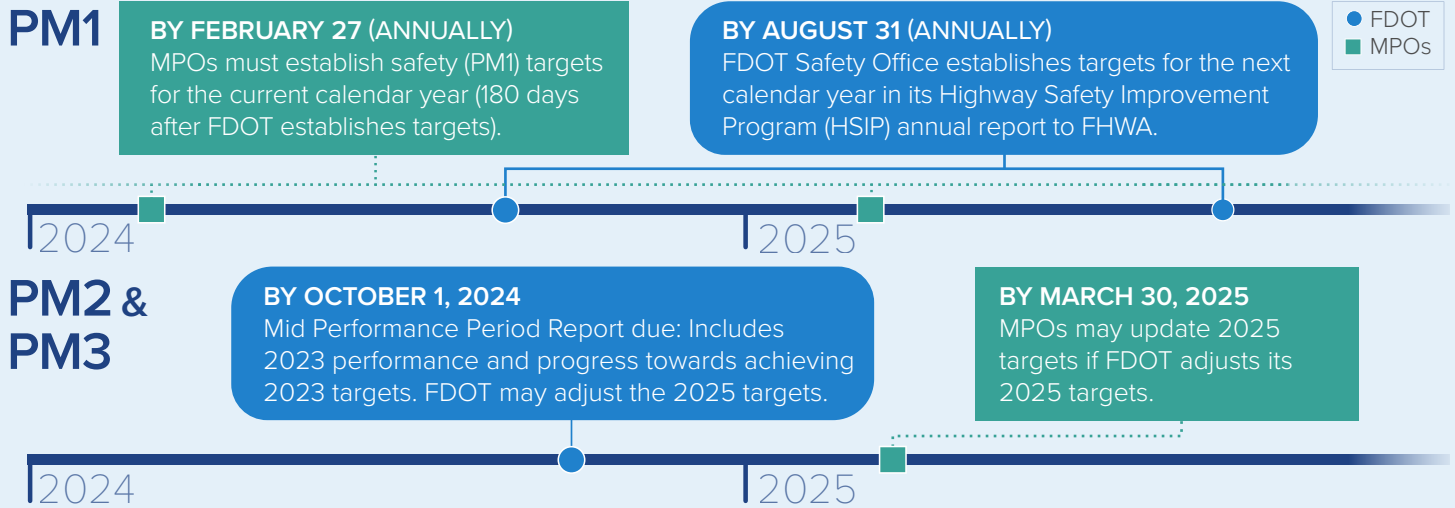 PM1
BY FEBRUARY 27 (ANNUALLY)
MPOs must establish safety (PM1) targets
for the current calendar year (180 days
after FDOT establishes targets).
BY AUGUST 31 (ANNUALLY)
FDOT Safety Office establishes targets for the next
calendar year in its Highway Safety Improvement
Program (HSIP) annual report to FHWA.
FDOT
MPOs
2024
2025
PM2 &
PM3
BY OCTOBER 1, 2024
Mid Performance Period Report due: Includes
2023 performance and progress towards achieving
2023 targets. FDOT may adjust the 2025 targets.
BY MARCH 30, 2025
MPOs may update 2025
targets if FDOT adjusts its
2025 targets.
2024
2025